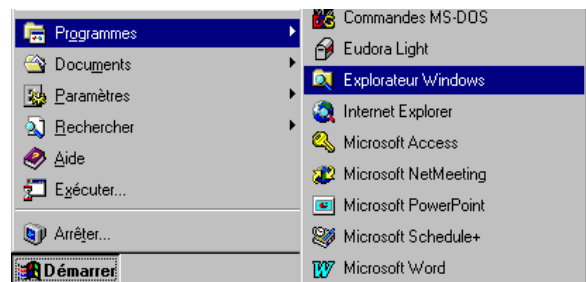 Programmes
Documents
Paramètres
Rechercher
Aide
Exécuter...
Arrêter...
Démarrer
Commandes MS-DOS
Eudora Light
Explorateur Windows
Internet Explorer
Microsoft Access
Microsoft NetMeeting
Microsoft PowerPoint
Microsoft Schedule+
Microsoft Word